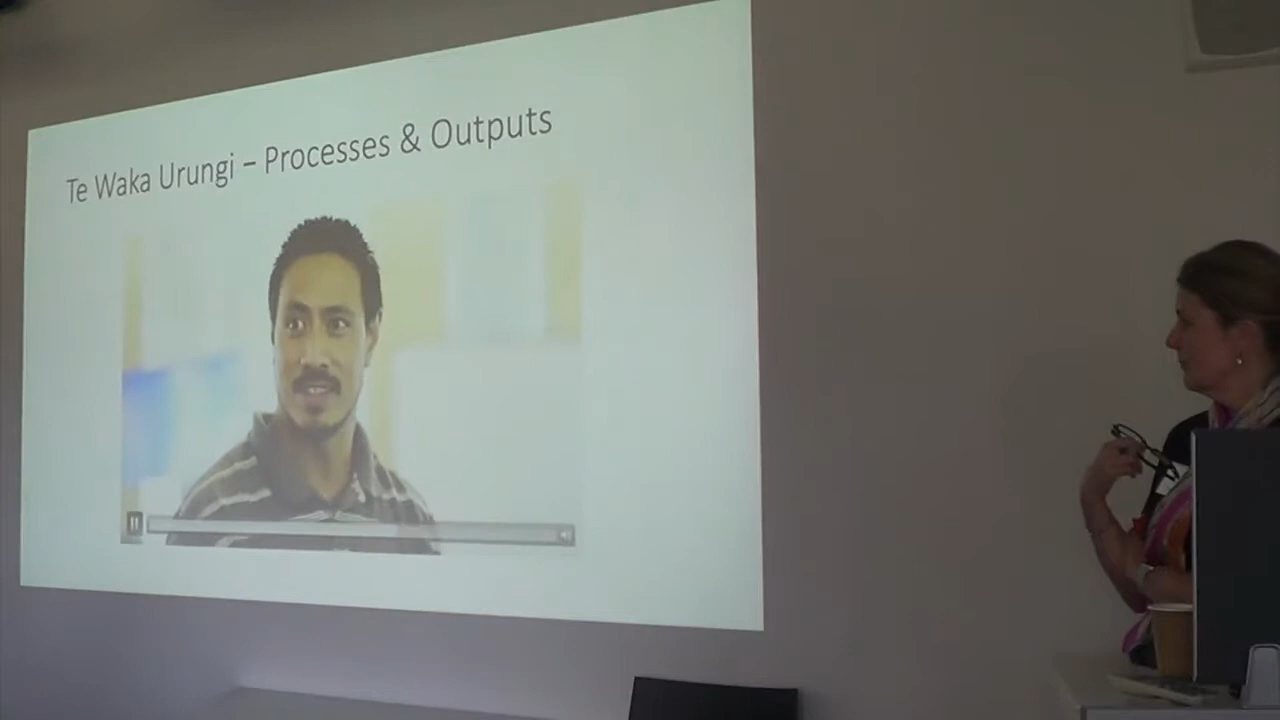 Te Waka Urungi – Processes & Outputs